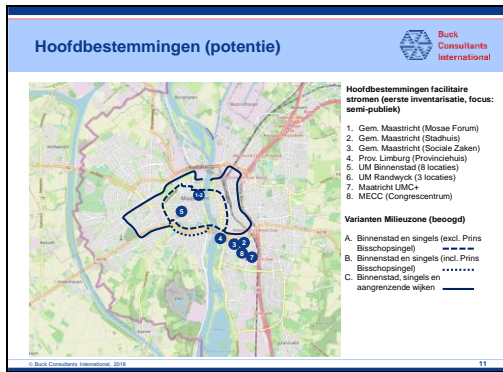 Hoofdbestemmingen (potentie)
Buck
Consultants
International
Hoofdbestemmingen facilitaire
stromen (eerste inventarisatie, focus:
semi-publiek)
1. Gem. Maastricht (Mosae Forum)
2. Gem. Maastricht (Stadhuis)
3. Gem. Maastricht (Sociale Zaken)
4. Prov. Limburg (Provinciehuis)
5. UM Binnenstad (8 locaties)
6. UM Randwyck (3 locaties)
7. Maatricht UMC+
8. MECC (Congrescentrum)
Varianten Milieuzone (beoogd)
A. Binnenstad en singels (excl. Prins
Bisschopsingel)
B. Binnenstad en singels (incl. Prins
Bisschopsingel)
C. Binnenstad, singels en
aangrenzende wijken
1-2
5
4
3
2
8
7
© Buck Consultants International, 2018
11